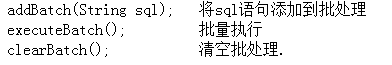 addBatch(String sql);   将sql语句添加到批处理
executeBatch();         批量执行
clearBatch();           清空批处理.